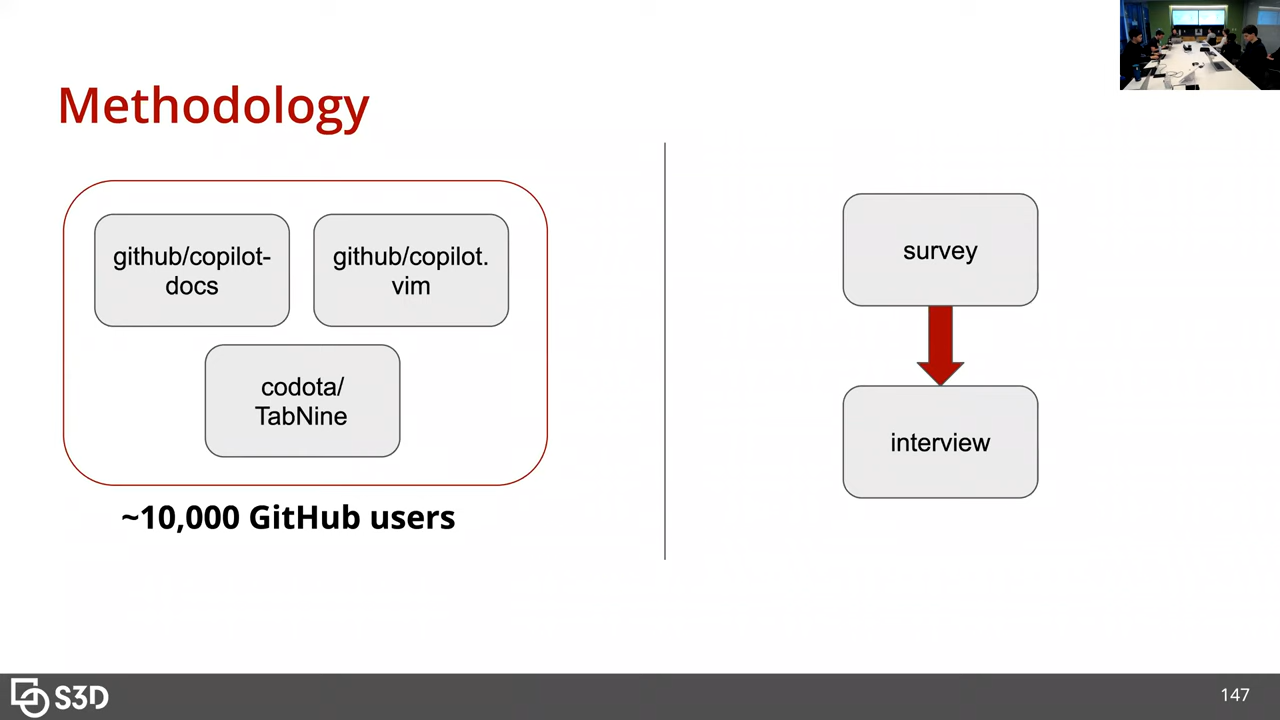 Methodology
github/copilot-
docs
github/copilot.
vim
codota/
TabNine
~10,000 GitHub users
survey
interview
S3D
147